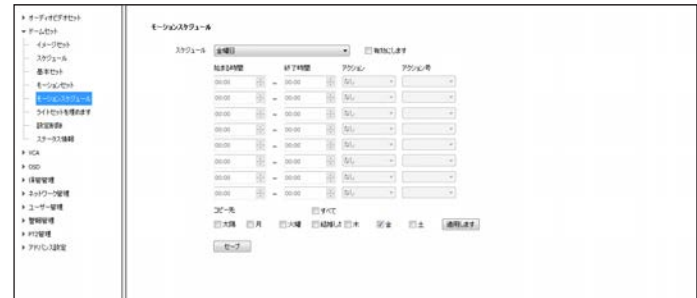 オーディオビデオセット
ドームセット
イメージセット
スケジュール
基本セット
モーションセット
モーションスケジュール
ライトセットを埋めます
設定削除
ステータス情報
VCA
OSD
保管管理
ネットワーク管理
ユーザー管理
警報管理
PTZ管理
アドバンス設定
モーションスケジュール
スケジュール 金曜日 有効にします
始まる時間 終了時間 アクション アクション号
00:00 - 00:00 なし
00:00 - 00:00 なし
00:00 - 00:00 なし
00:00 - 00:00 なし
00:00 - 00:00 なし
00:00 - 00:00 なし
00:00 - 00:00 なし
00:00 - 00:00 なし
コピー先 すべて
太陽 月 火曜 結婚しま 木 金 土 適用します
セーブ